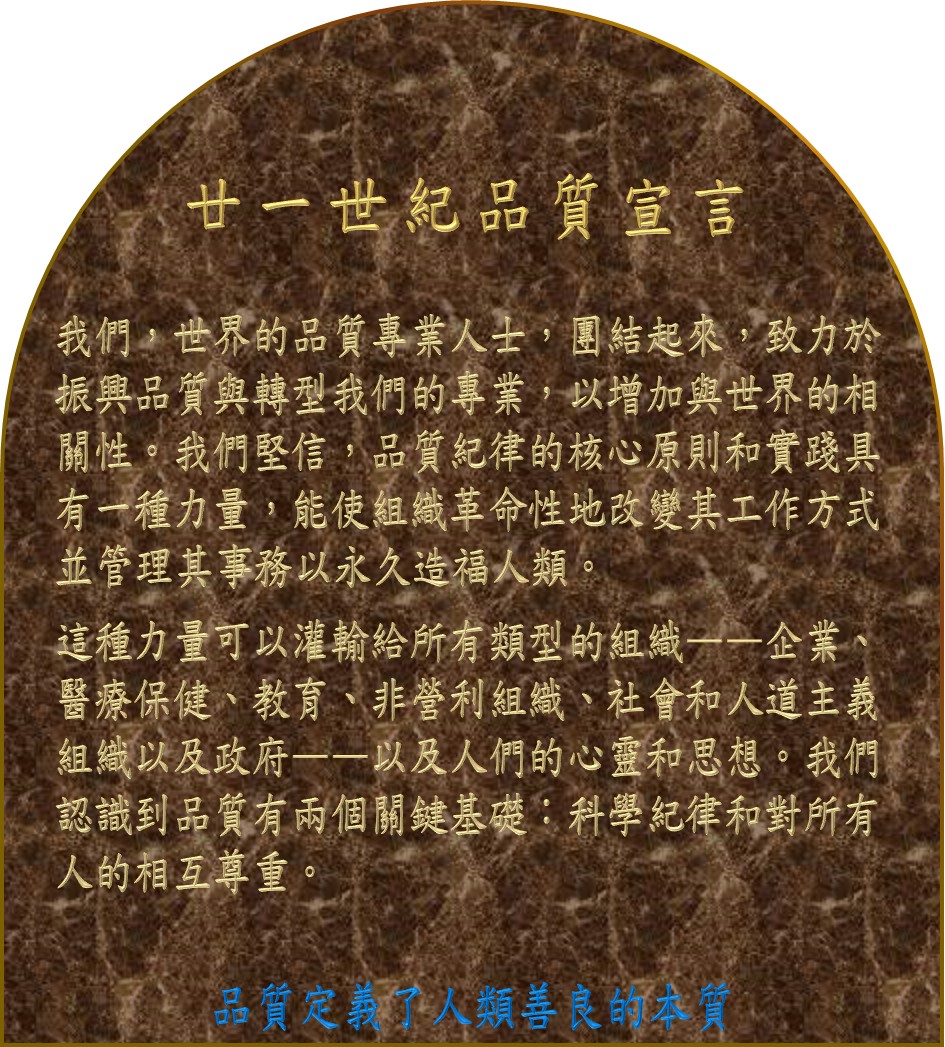 廿一世紀品質宣言
我們，世界的品質專業人士，團結起來，致力於
振興品質與轉型我們的專業，以增加與世界的相
關性。我們堅信，品質紀律的核心原則和實踐具
有一種力量，能使組織革命性地改變其工作方式
並管理其事務以永久造福人類。
這種力量可以灌輸給所有類型的組織——企業、
醫療保健、教育、非營利組織、社會和人道主義
組織以及政府——以及人們的心靈和思想。我們
認識到品質有兩個關鍵基礎：科學紀律和對所有
人的相互尊重。
品質定義了人類善良的本質